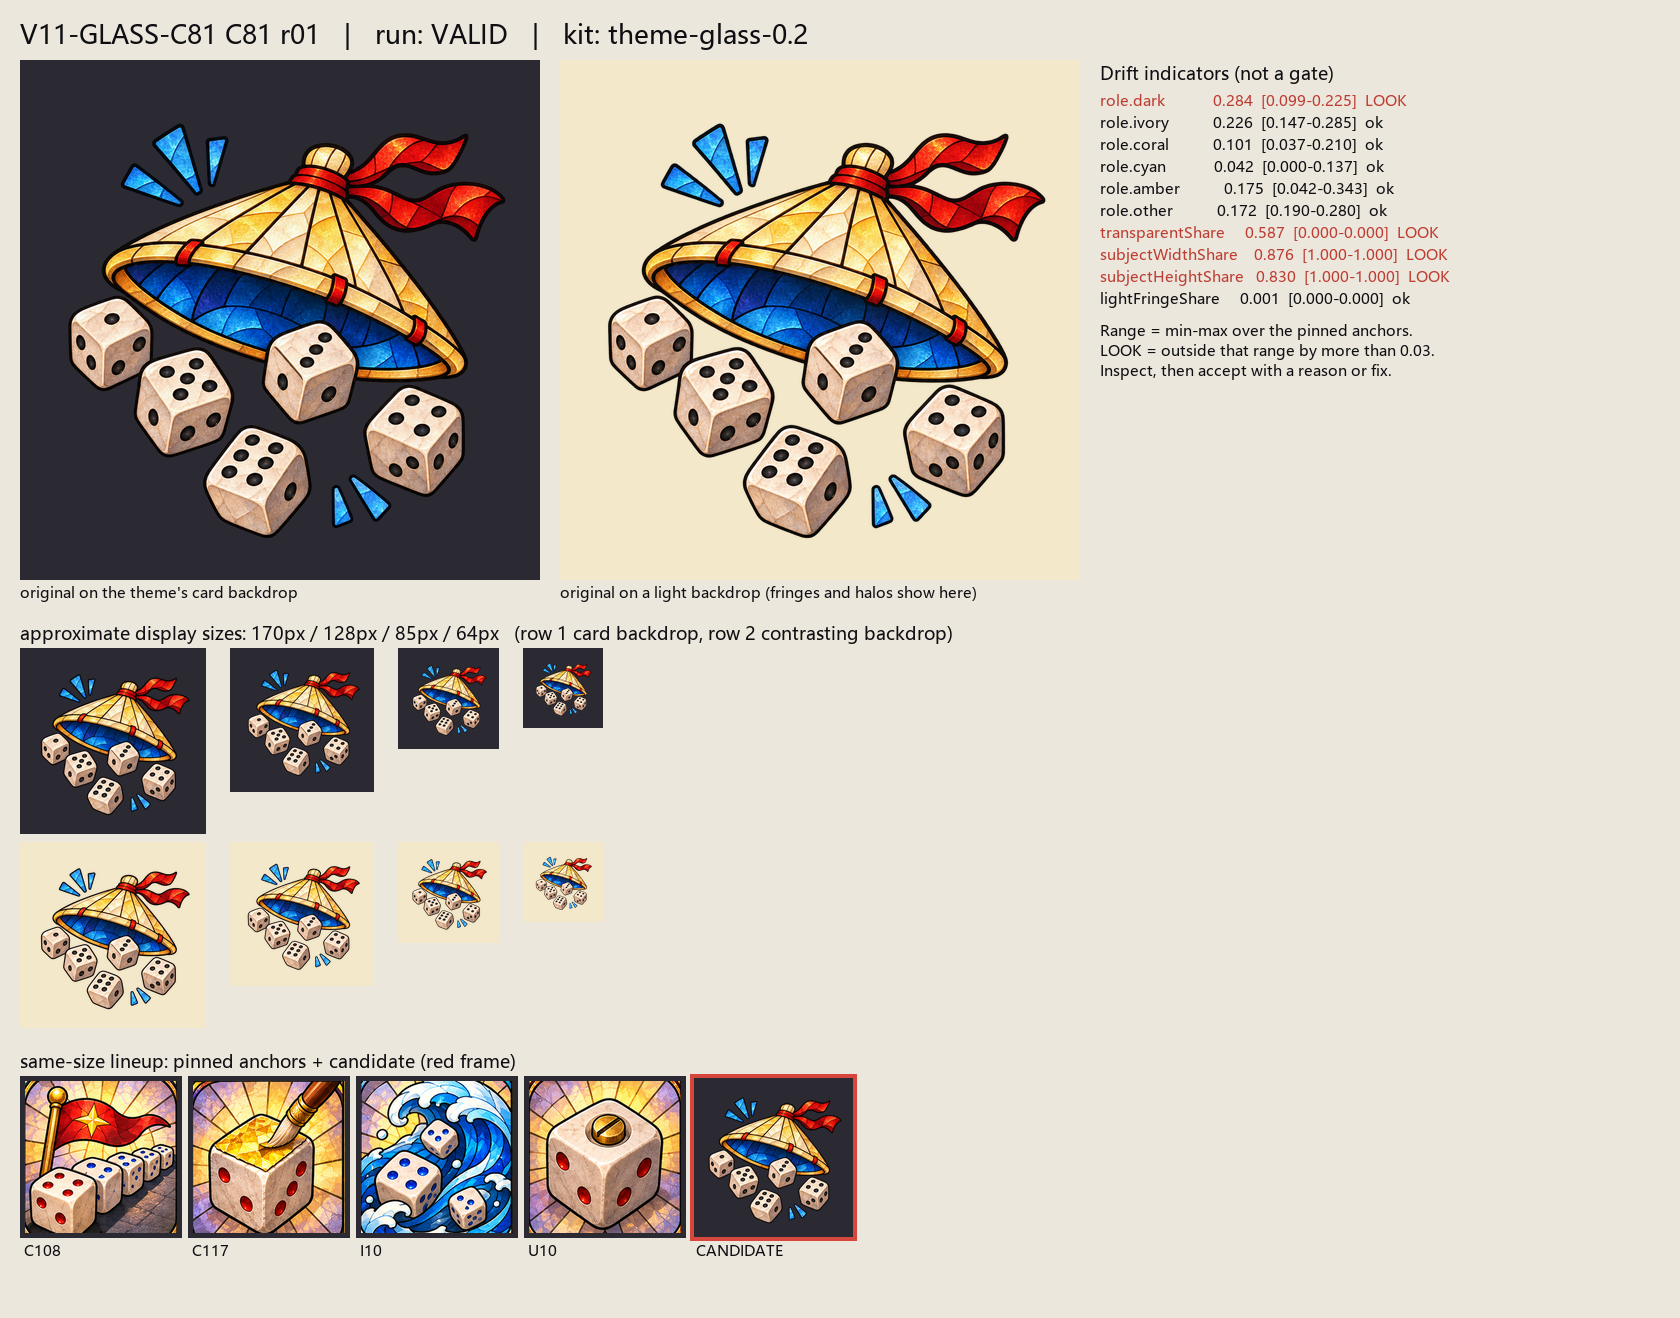 V11-GLASS-C81 C81 r01 | run: VALID | kit: theme-glass-0.2
Drift indicators (not a gate)
role.dark 0.284 [0.099-0.225] LOOK
role.ivory 0.226 [0.147-0.285] ok
role.coral 0.101 [0.037-0.210] ok
role.cyan 0.042 [0.000-0.137] ok
role.amber 0.175 [0.042-0.343] ok
role.other 0.172 [0.190-0.280] ok
transparentShare 0.587 [0.000-0.000] LOOK
subjectWidthShare 0.876 [1.000-1.000] LOOK
subjectHeightShare 0.830 [1.000-1.000] LOOK
lightFringeShare 0.001 [0.000-0.000] ok
Range = min-max over the pinned anchors.
LOOK = outside that range by more than 0.03.
Inspect, then accept with a reason or fix.
original on the theme's card backdrop
original on a light backdrop (fringes and halos show here)
approximate display sizes: 170px / 128px / 85px / 64px (row 1 card backdrop, row 2 contrasting backdrop)
same-size lineup: pinned anchors + candidate (red frame)
C108
C117
I10
U10
CANDIDATE